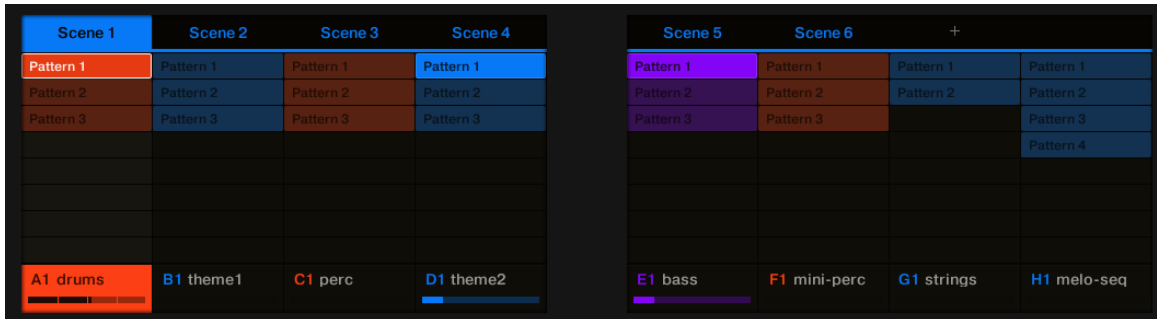 Scene 1 Scene 2 Scene 3 Scene 4 Scene 5 Scene 6 +
Pattern 1 Pattern 1 Pattern 1 Pattern 1 Pattern 1 Pattern 1 Pattern 1 Pattern 1
Pattern 2 Pattern 2 Pattern 2 Pattern 2 Pattern 2 Pattern 2 Pattern 2 Pattern 2
Pattern 3 Pattern 3 Pattern 3 Pattern 3 Pattern 3 Pattern 3 Pattern 3
Pattern 4
A1 drums B1 theme1 C1 perc D1 theme2 E1 bass F1 mini-perc G1 strings H1 melo-seq